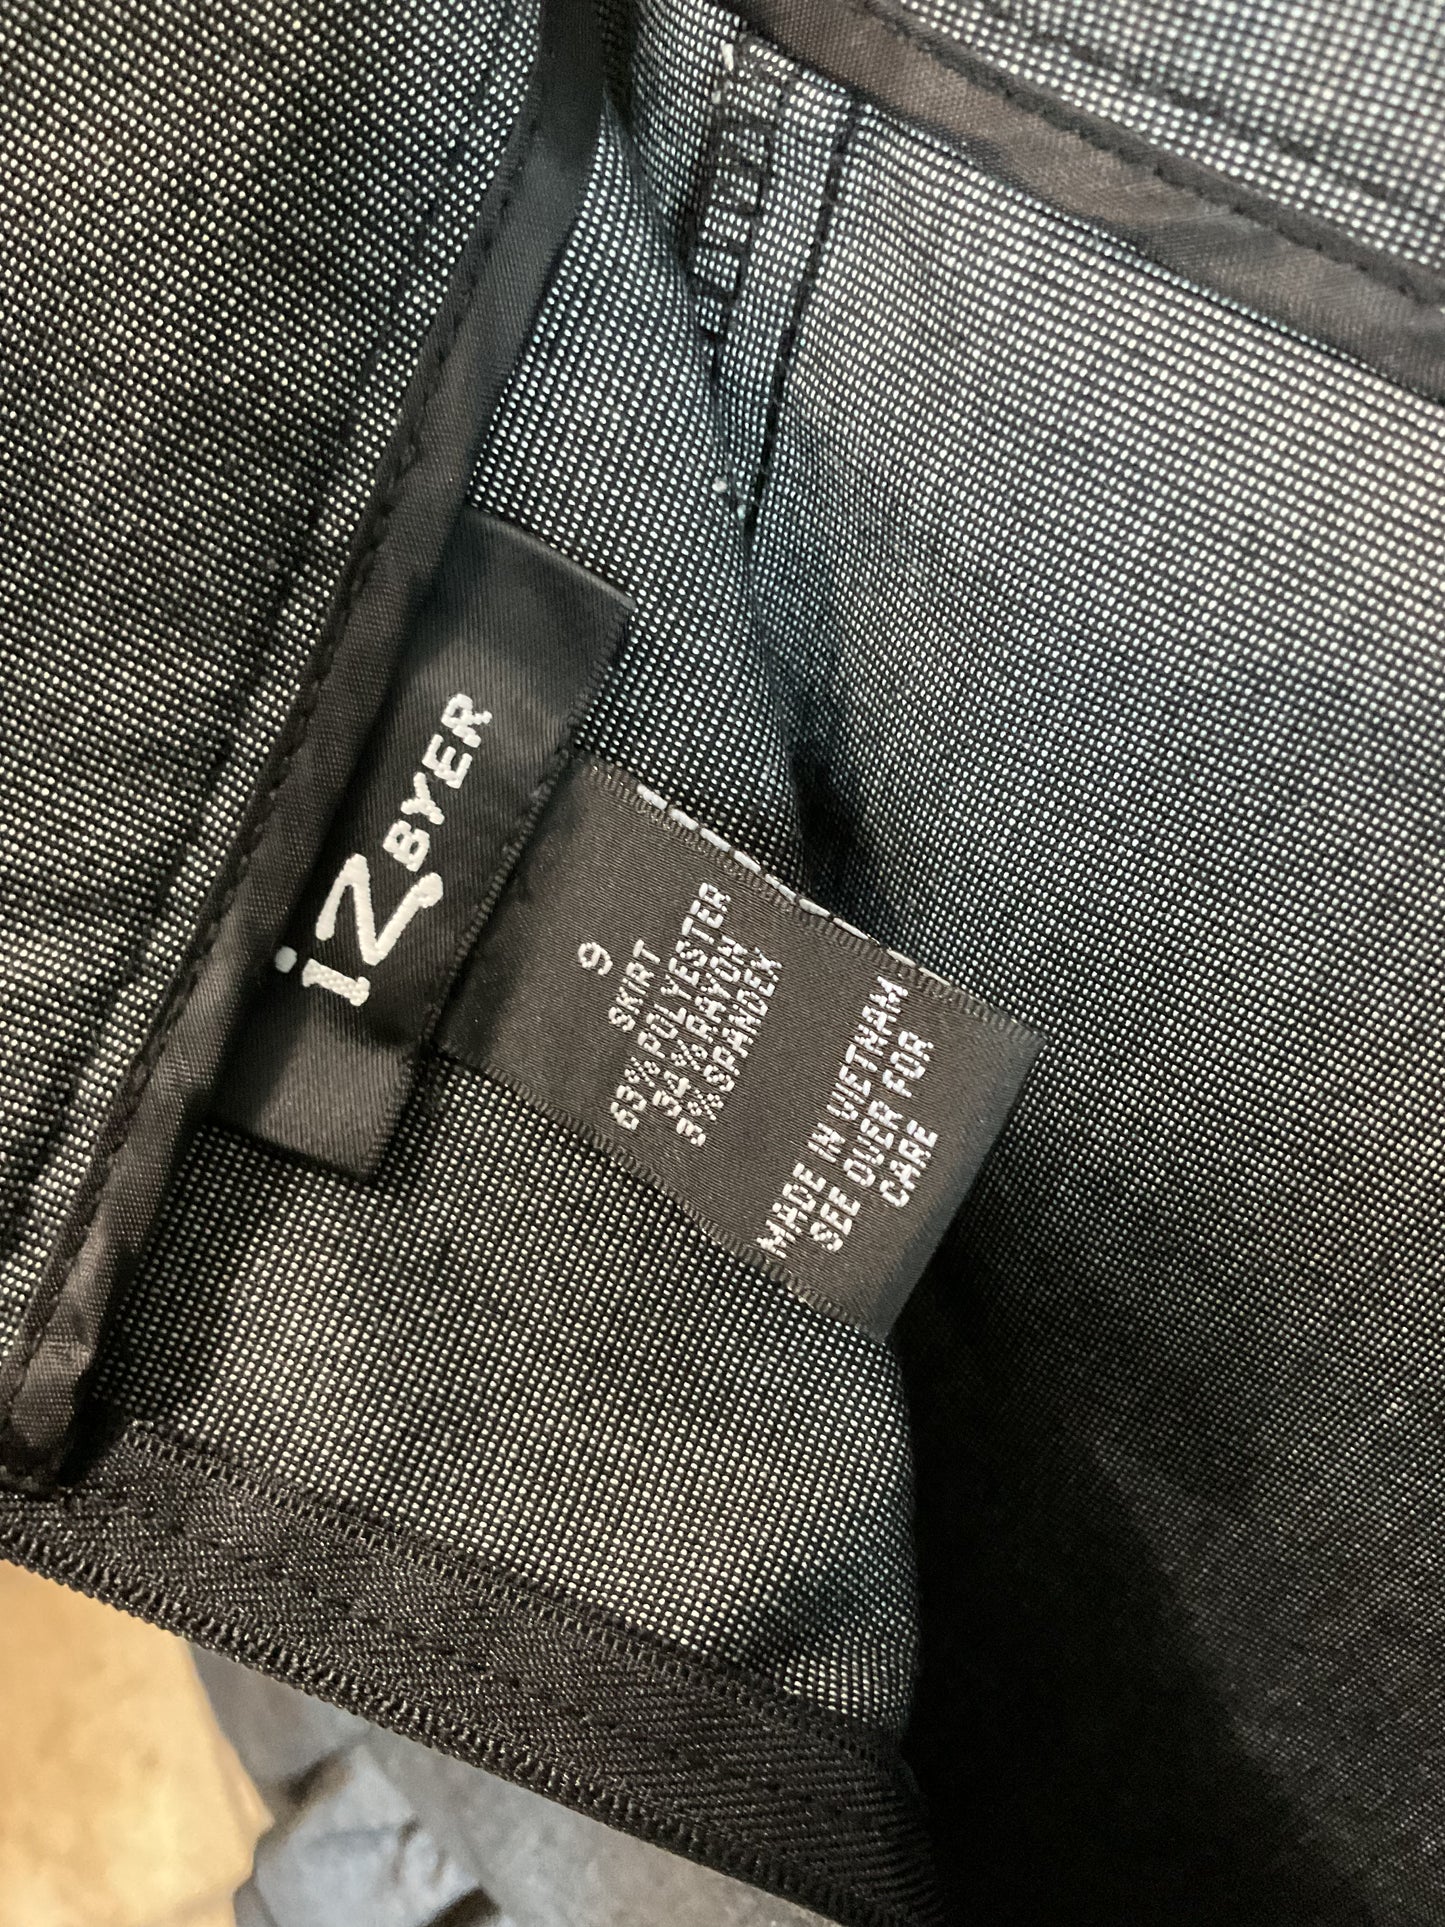 iZ BYER
9
SKIRT
63% POLYESTER
34% RAYON
3% SPANDEX
MADE IN VIETNAM
SEE OVER FOR
CARE